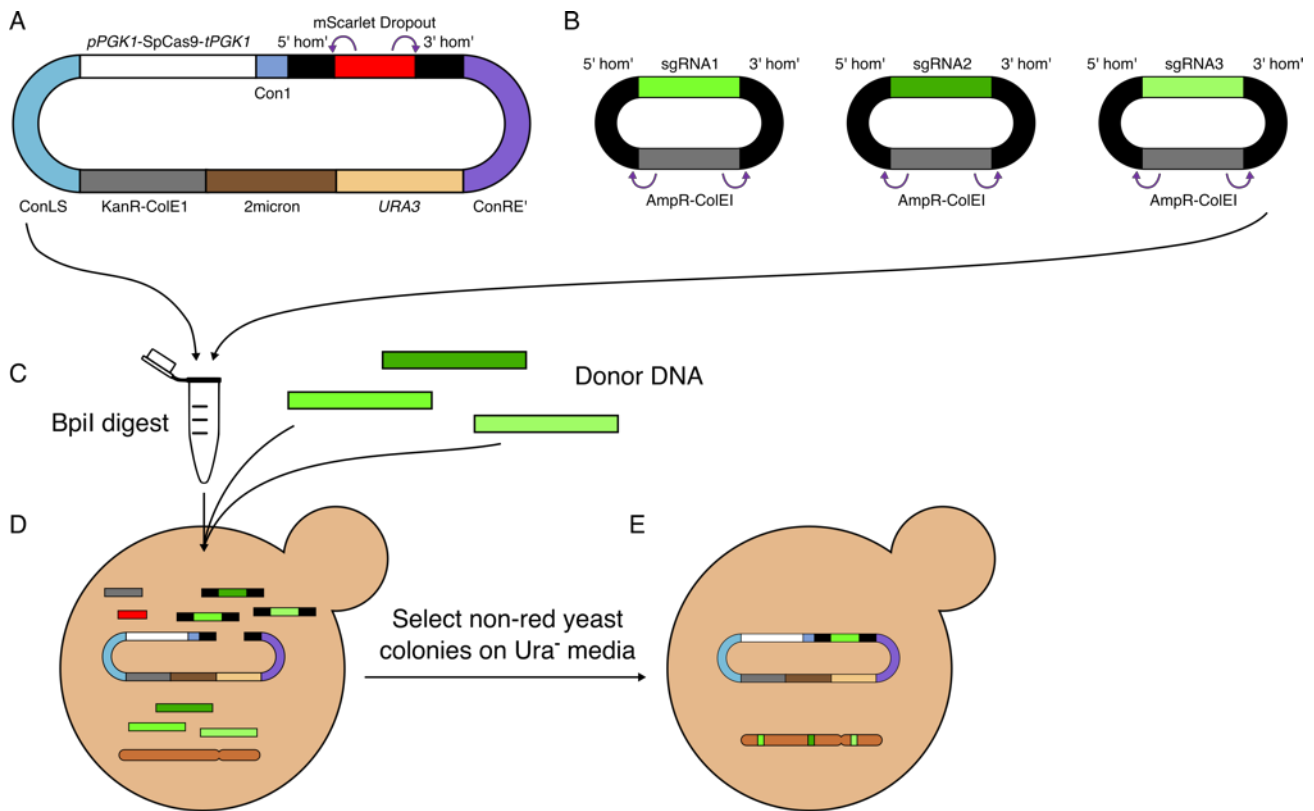 A
pPGK1-SpCas9-tPGK1
mScarlet Dropout
5' hom'
3' hom'
Con1
ConLS
KanR-ColE1
2micron
URA3
ConRE'
B
5' hom'
sgRNA1
3' hom'
5' hom'
sgRNA2
3' hom'
5' hom'
sgRNA3
3' hom'
AmpR-ColEI
AmpR-ColEI
AmpR-ColEI
C
BpiI digest
Donor DNA
D
Select non-red yeast
colonies on Ura⁻ media
E